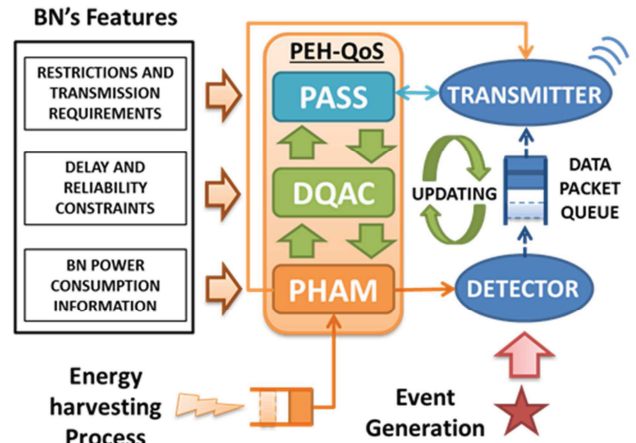 BN's Features
RESTRICTIONS AND
TRANSMISSION
REQUIREMENTS
DELAY AND
RELIABILITY
CONSTRAINTS
BN POWER
CONSUMPTION
INFORMATION
PEH-QoS
PASS
DQAC
PHAM
TRANSMITTER
UPDATING
DATA
PACKET
QUEUE
DETECTOR
Energy
harvesting
Process
Event
Generation